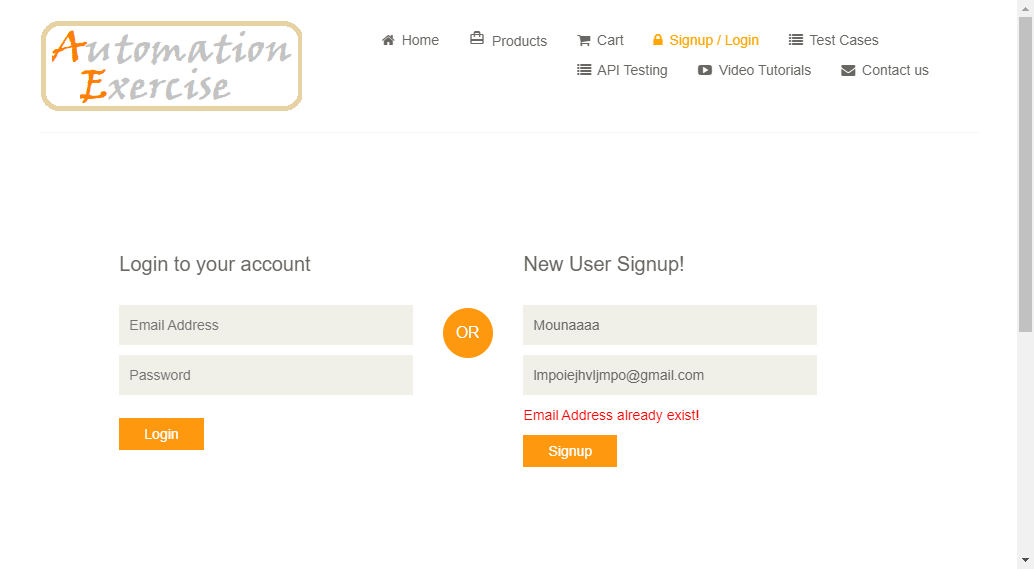 Automation
Exercise
Home
Products
Cart
Signup / Login
Test Cases
API Testing
Video Tutorials
Contact us
Login to your account
Email Address
Password
Login
OR
New User Signup!
Mounaaaa
lmpoiejhvljmpo@gmail.com
Email Address already exist!
Signup